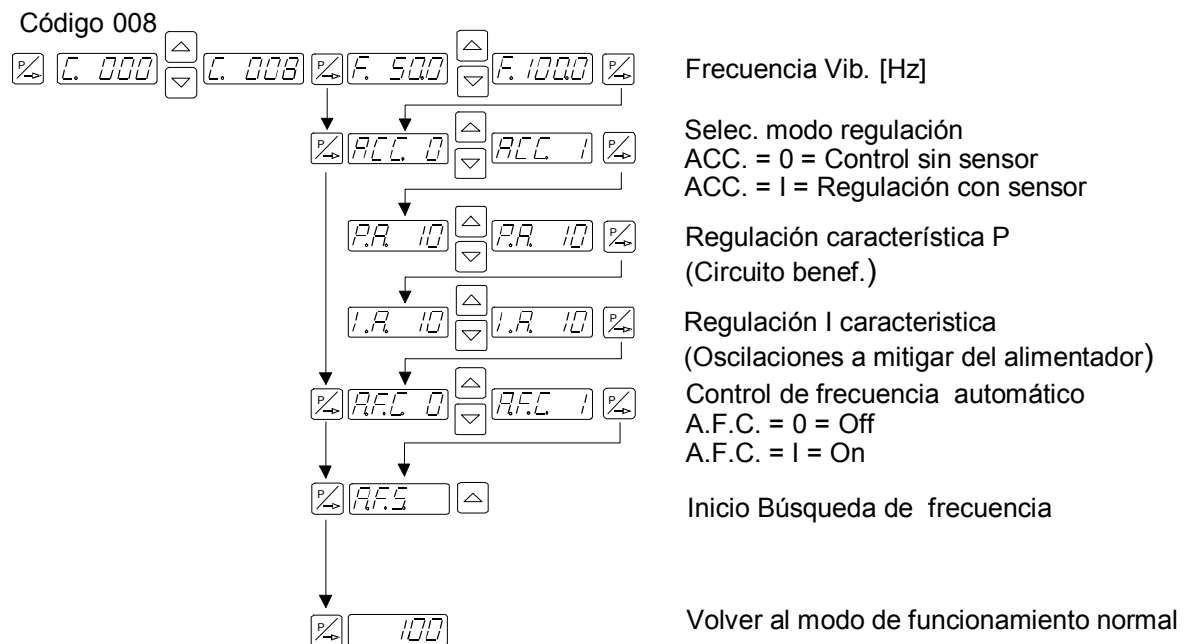 Código 008
P C. 000 C. 008 P F. 50.0 F. 100.0 P Frecuencia Vib. [Hz]
P ACC. 0 ACC. 1 P Selec. modo regulación
ACC. = 0 = Control sin sensor
ACC. = I = Regulación con sensor
P.A. 10 P.A. 10 P Regulación característica P
(Circuito benef.)
I.A. 10 I.A. 10 P Regulación I caracteristica
(Oscilaciones a mitigar del alimentador)
P A.F.C. 0 A.F.C. 1 P Control de frecuencia automático
A.F.C. = 0 = Off
A.F.C. = I = On
P A.F.S. Inicio Búsqueda de frecuencia
P 100 Volver al modo de funcionamiento normal